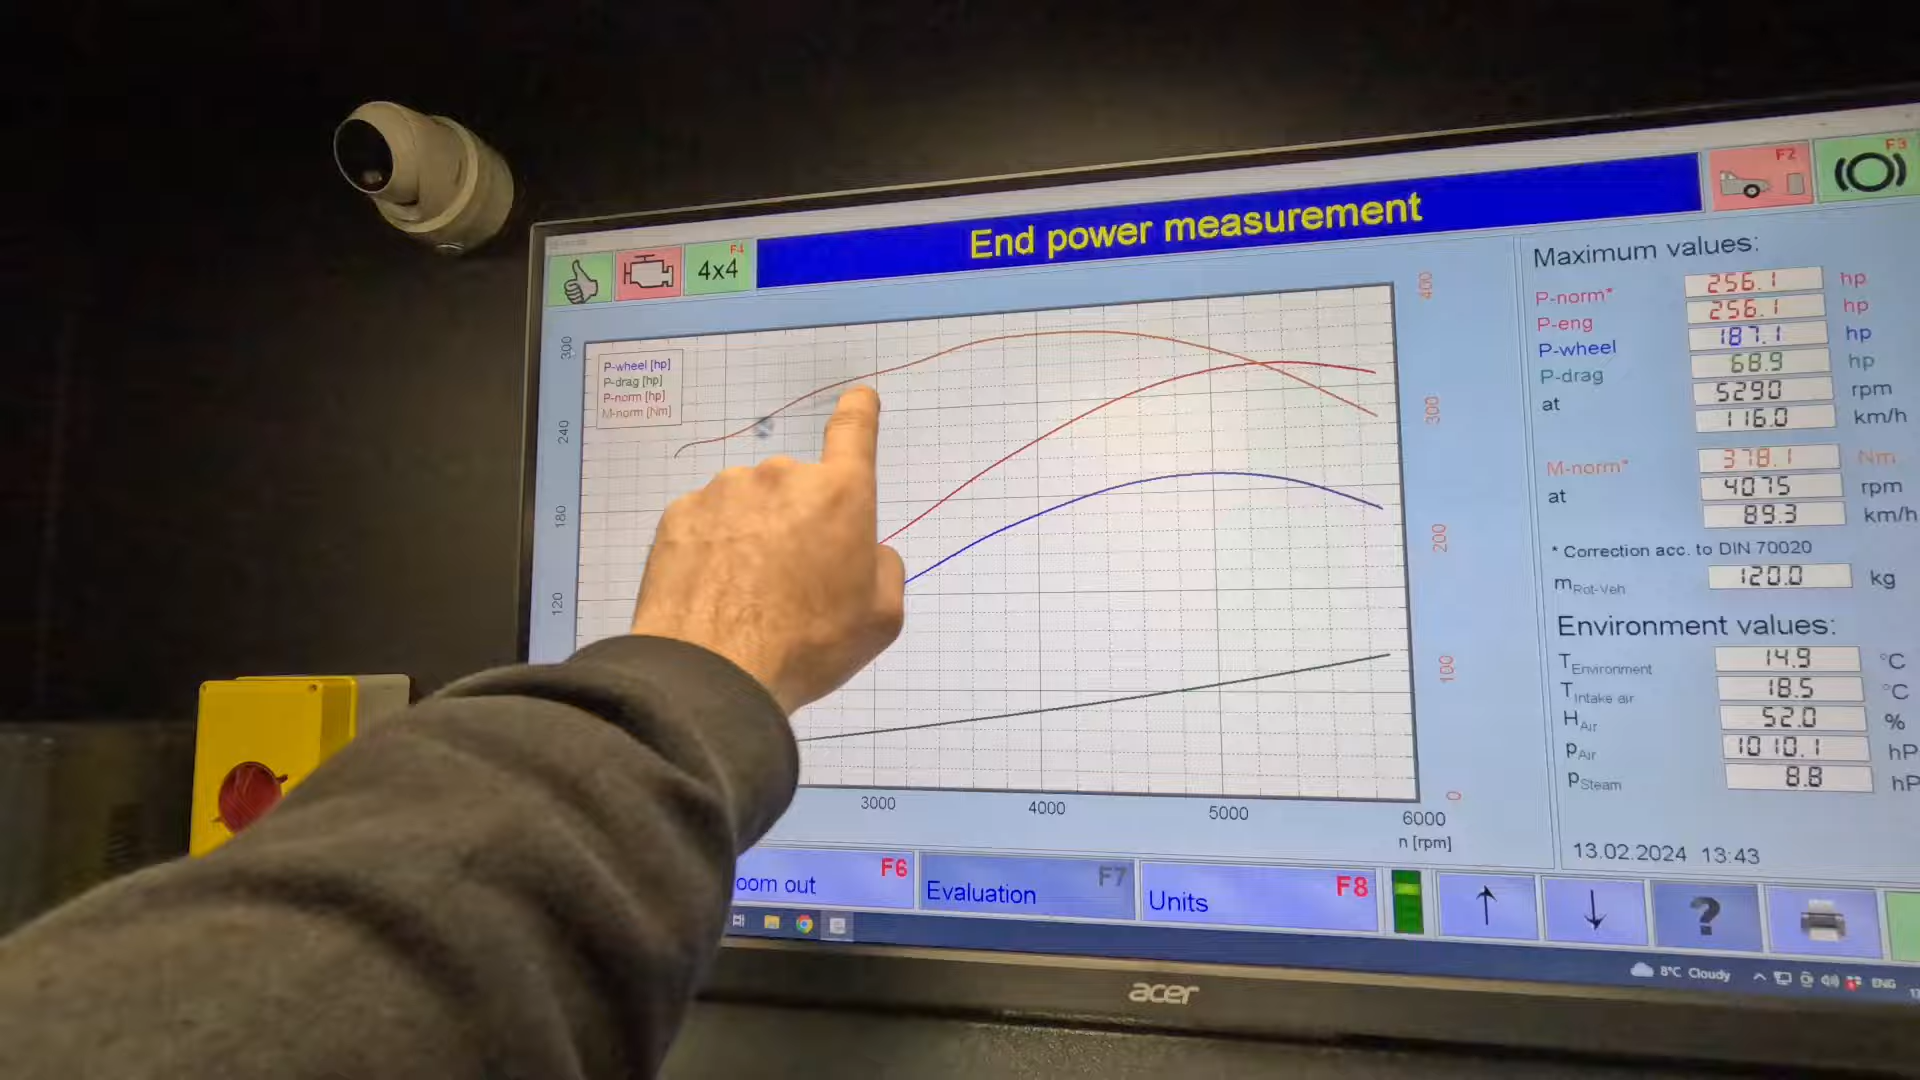 F2
F3
F4
4x4
End power measurement
P-wheel [hp]
P-drag [hp]
P-norm [hp]
M-norm [Nm]
300
240
180
120
400
300
200
100
0
3000
4000
5000
6000
n [rpm]
Maximum values:
P-norm* 256.1 hp
P-eng 256.1 hp
P-wheel 187.1 hp
P-drag 68.9 hp
at 5290 rpm
116.0 km/h
M-norm* 378.1 Nm
at 4075 rpm
89.3 km/h
* Correction acc. to DIN 70020
mRot-Veh 120.0 kg
Environment values:
TEnvironment 14.9 °C
TIntake air 18.5 °C
HAir 52.0 %
pAir 1010.1 hP
pSteam 8.8 hP
13.02.2024 13:43
oom out F6
Evaluation F7
Units F8
?
8°C Cloudy
ENG
acer